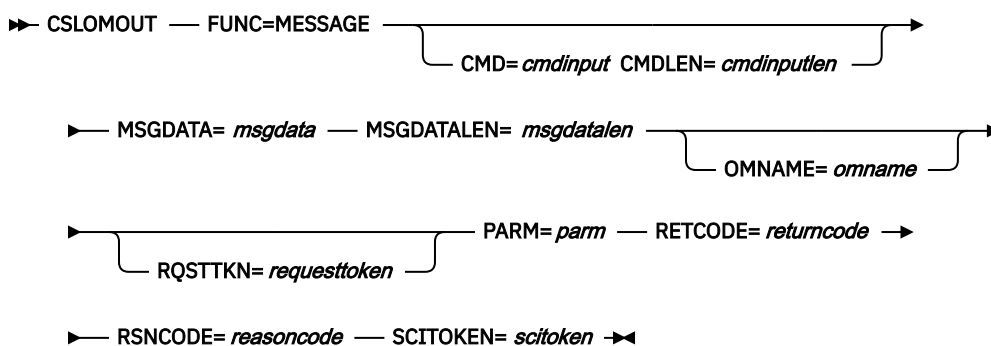 CSLOMOUT FUNC=MESSAGE
CMD= cmdinput CMDLEN= cmdinputlen
MSGDATA= msgdata MSGDATALEN= msgdatalen
OMNAME= omname
PARM= parm RETCODE= returncode
RQSTTKN= requesttoken
RSNCODE= reasoncode SCITOKEN= scitoken